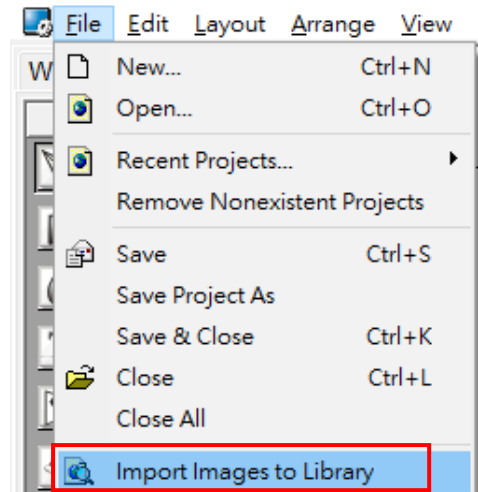 File Edit Layout Arrange View
W
New... Ctrl+N
Open... Ctrl+O
Recent Projects...
Remove Nonexistent Projects
Save Ctrl+S
Save Project As
Save & Close Ctrl+K
Close Ctrl+L
Close All
Import Images to Library